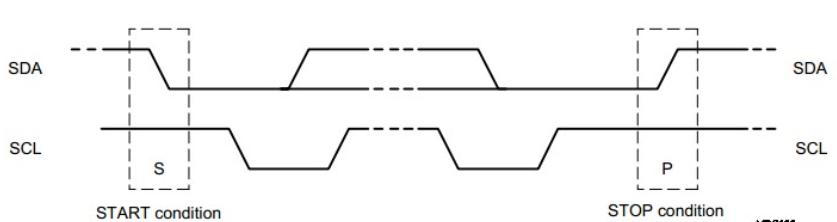 SDA
SDA
SCL
S
P
SCL
START condition
STOP condition